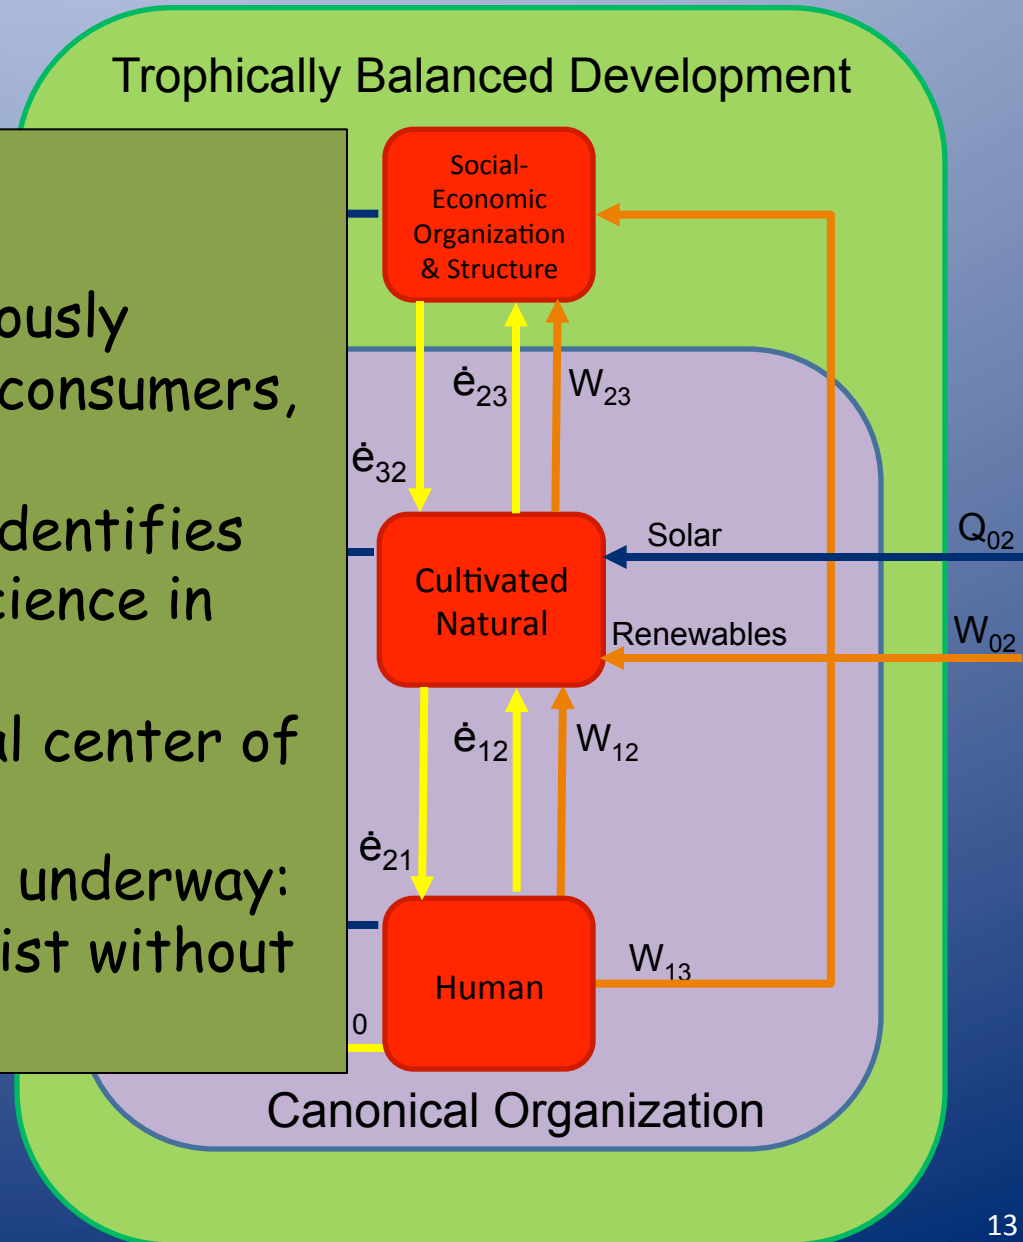 Trophically Balanced Development
Social-
Economic
Organization
& Structure
ously
consumers,
dentifies
cience in
al center of
underway:
ist without
ė₂₃
W₂₃
ė₃₂
Solar
Q₀₂
Cultivated
Natural
Renewables
W₀₂
ė₁₂
W₁₂
ė₂₁
Human
W₁₃
0
Canonical Organization
13